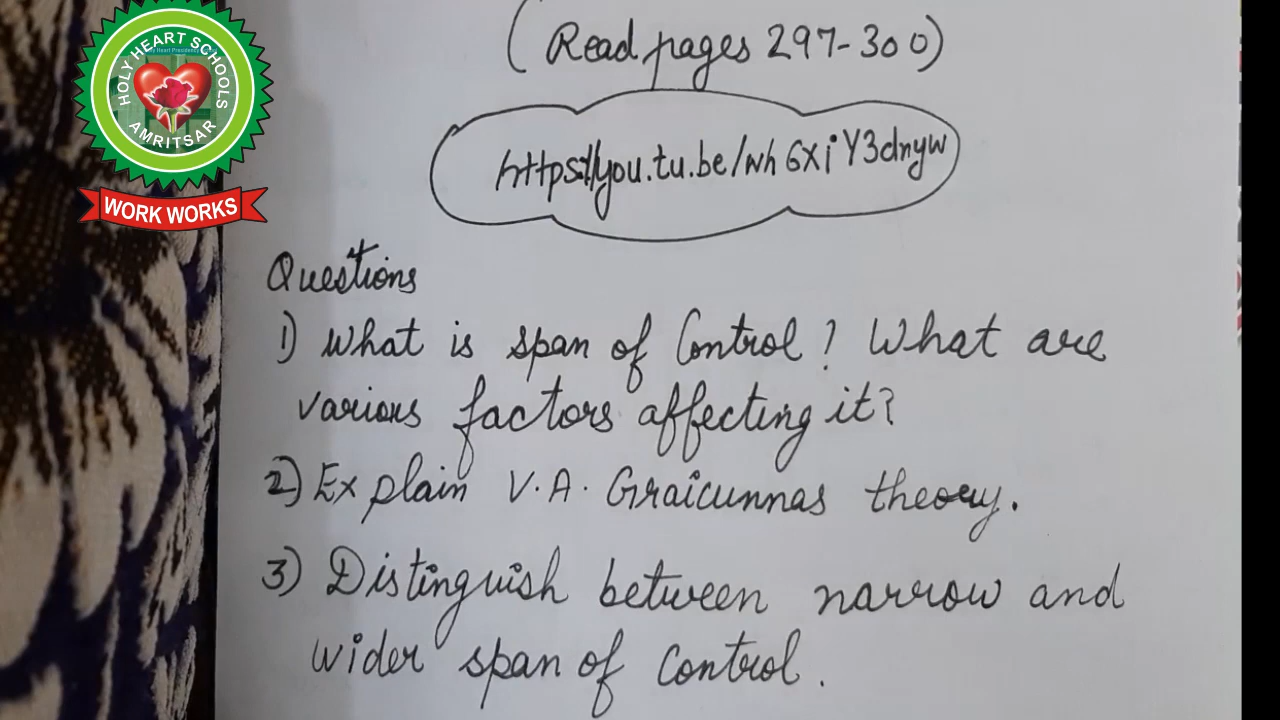 HOLY HEART SCHOOLS
AMRITSAR
WORK WORKS
(Read pages 297-300)
https://you.tu.be/whGXiY3dnyw
Questions
1) What is span of Control? What are
various factors affecting it?
2) Explain V.A. Graicunnas theory.
3) Distinguish between narrow and
wider span of Control.